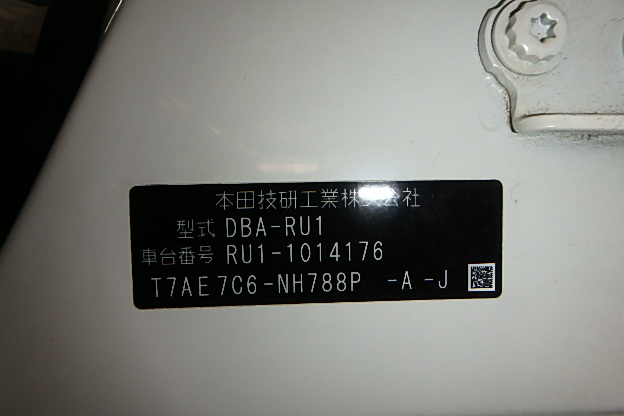 本田技研工業株式会社
型式 DBA-RU1
車台番号 RU1-1014176
T7AE7C6-NH788P -A-J